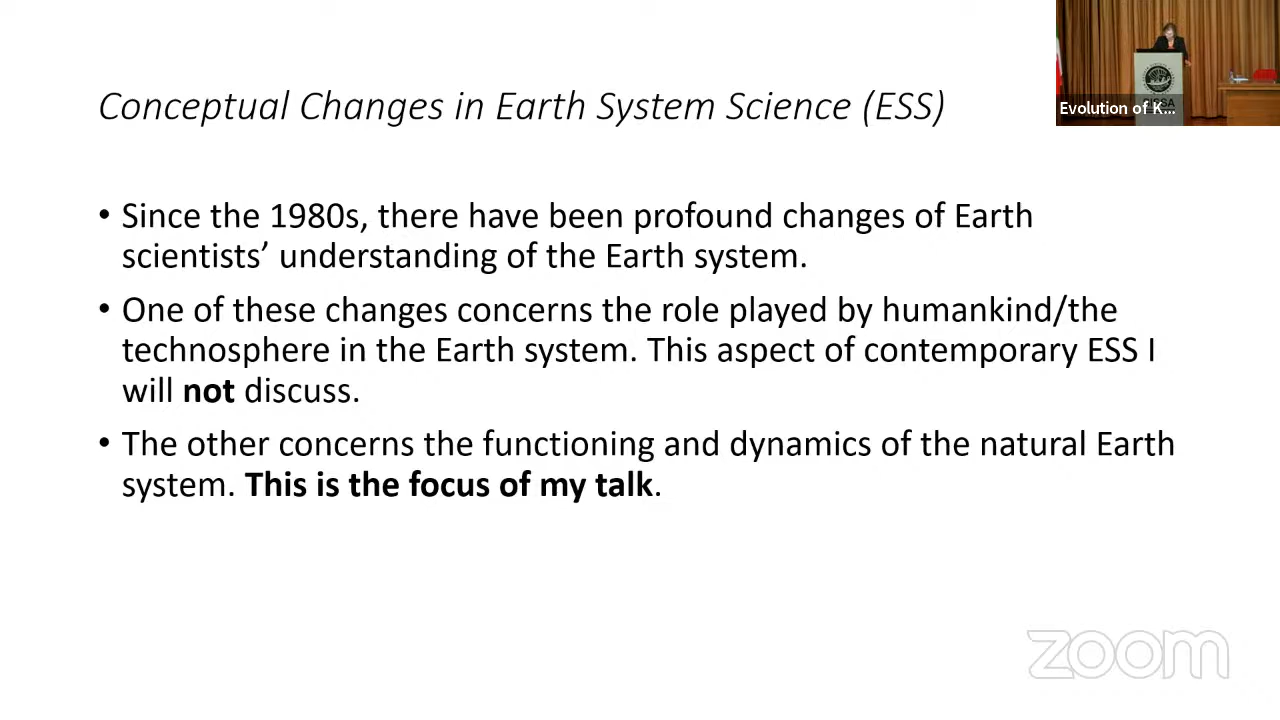 Conceptual Changes in Earth System Science (ESS)
Evolution of K...
• Since the 1980s, there have been profound changes of Earth
scientists’ understanding of the Earth system.
• One of these changes concerns the role played by humankind/the
technosphere in the Earth system. This aspect of contemporary ESS I
will not discuss.
• The other concerns the functioning and dynamics of the natural Earth
system. This is the focus of my talk.
zoom